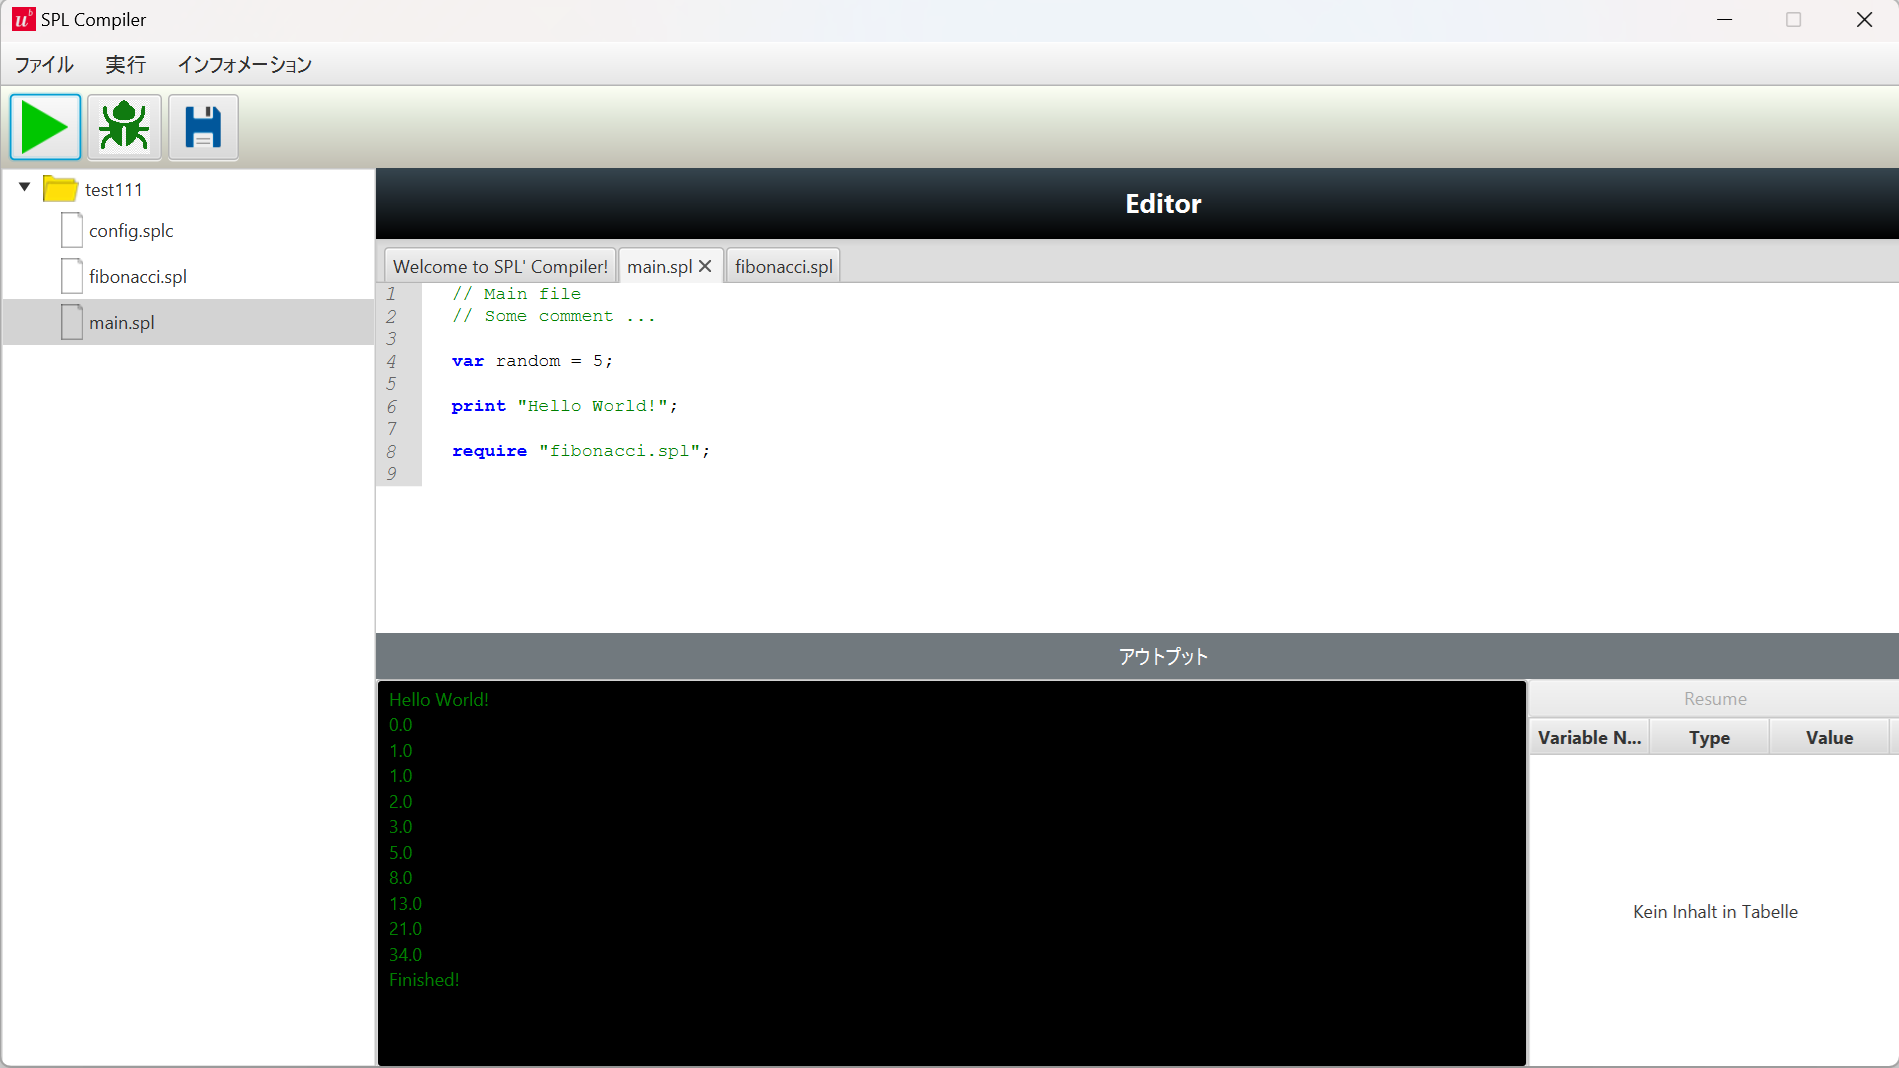 SPL Compiler
ファイル 実行 インフォメーション
test111
config.splc
fibonacci.spl
main.spl
Editor
Welcome to SPL' Compiler! main.spl fibonacci.spl
1 // Main file
2 // Some comment ...
3
4 var random = 5;
5
6 print "Hello World!";
7
8 require "fibonacci.spl";
9
アウトプット
Hello World!
0.0
1.0
1.0
2.0
3.0
5.0
8.0
13.0
21.0
34.0
Finished!
Resume
Variable N... Type Value
Kein Inhalt in Tabelle